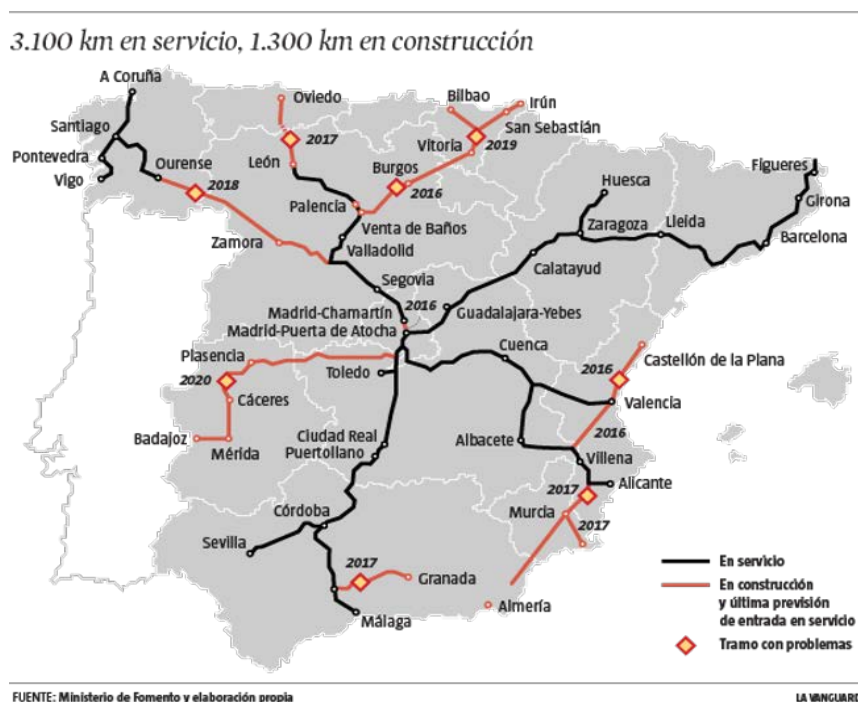 3.100 km en servicio, 1.300 km en construcción
A Coruña
Santiago
Pontevedra
Vigo
Ourense
2018
Oviedo
2017
León
Bilbao
Irún
San Sebastián
Vitoria
2019
Burgos
2016
Palencia
Venta de Baños
Valladolid
Zamora
Segovia
Huesca
Zaragoza
Lleida
Figueres
Girona
Barcelona
Calatayud
Guadalajara-Yebes
2016
Madrid-Chamartín
Madrid-Puerta de Atocha
Plasencia
2020
Cáceres
Badajoz
Mérida
Toledo
Cuenca
Castellón de la Plana
2016
Valencia
2016
Ciudad Real
Puertollano
Albacete
Villena
Alicante
2017
Murcia
2017
Córdoba
Sevilla
2017
Granada
Málaga
Almería
En servicio
En construcción
y última previsión
de entrada en servicio
Tramo con problemas
FUENTE: Ministerio de Fomento y elaboración propia
LA VANGUARD